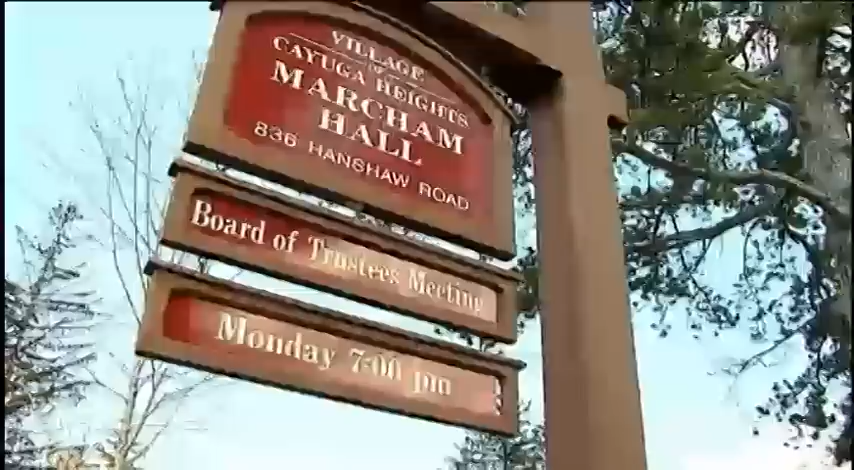 VILLAGE
OF
CAYUGA HEIGHTS
MARCHAM
HALL
836 HANSHAW ROAD
Board of Trustees Meeting
Monday 7:00 pm